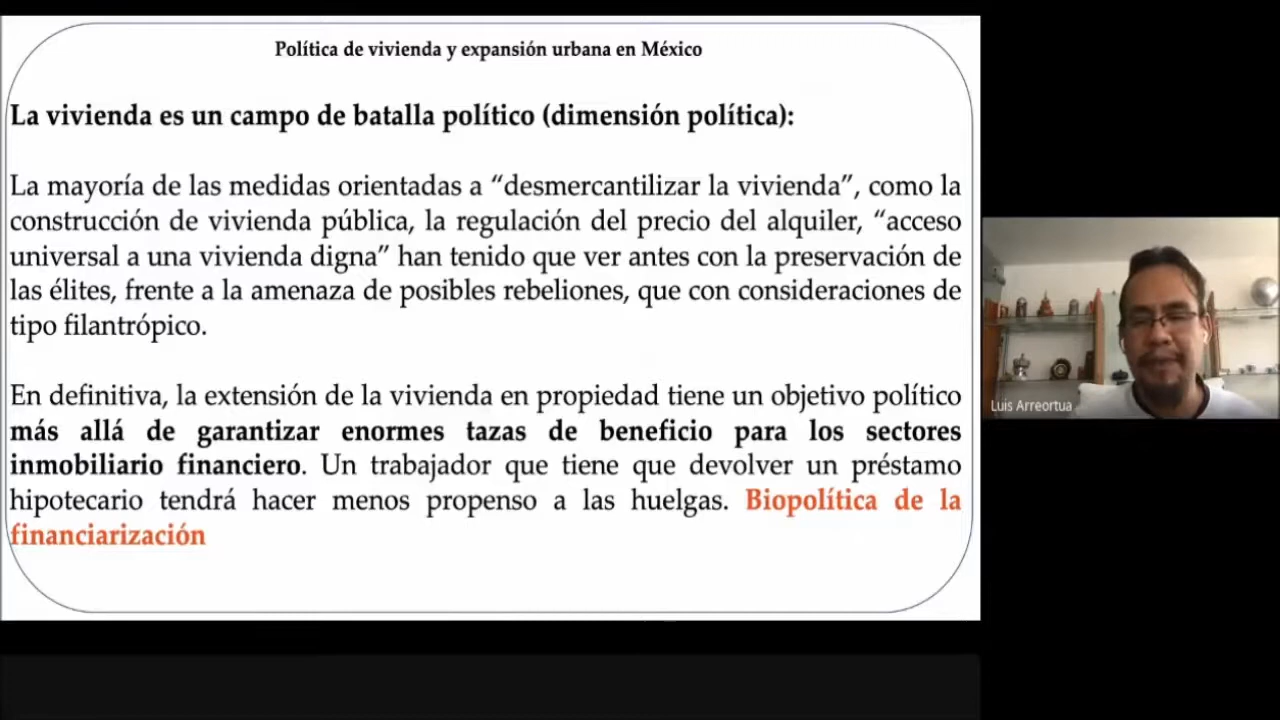 Política de vivienda y expansión urbana en México
La vivienda es un campo de batalla político (dimensión política):
La mayoría de las medidas orientadas a “desmercantilizar la vivienda”, como la
construcción de vivienda pública, la regulación del precio del alquiler, “acceso
universal a una vivienda digna” han tenido que ver antes con la preservación de
las élites, frente a la amenaza de posibles rebeliones, que con consideraciones de
tipo filantrópico.
En definitiva, la extensión de la vivienda en propiedad tiene un objetivo político
más allá de garantizar enormes tazas de beneficio para los sectores
inmobiliario financiero. Un trabajador que tiene que devolver un préstamo
hipotecario tendrá hacer menos propenso a las huelgas. Biopolítica de la
financiarización
Luis Arreortua